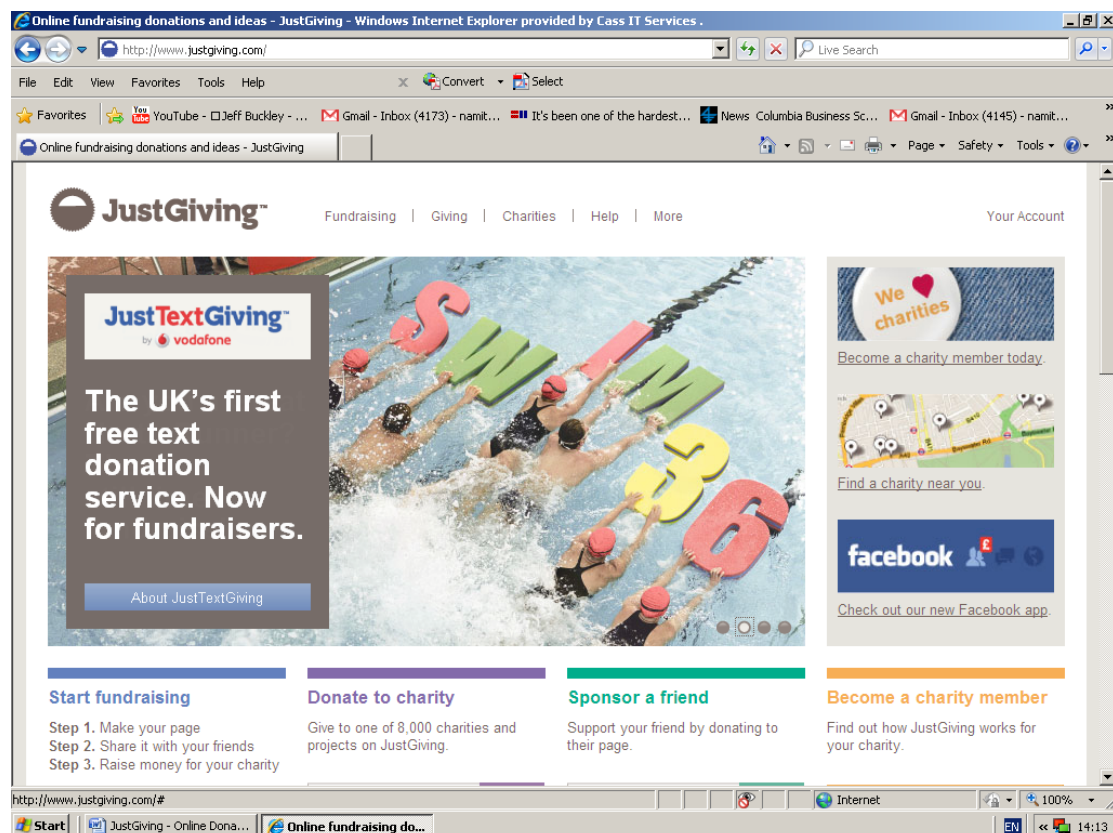 Online fundraising donations and ideas - JustGiving - Windows Internet Explorer provided by Cass IT Services .
http://www.justgiving.com/
Live Search
File Edit View Favorites Tools Help x Convert Select
Favorites YouTube - □Jeff Buckley - ... Gmail - Inbox (4173) - namit... It's been one of the hardest... News Columbia Business Sc... Gmail - Inbox (4145) - namit... »
Online fundraising donations and ideas - JustGiving Page Safety Tools »
JustGiving™ Fundraising | Giving | Charities | Help | More Your Account
JustTextGiving™
by vodafone
The UK's first
free text
donation
service. Now
for fundraisers.
About JustTextGiving
SWIM
36
We
charities
Become a charity member today.
Bayswater Rd
Find a charity near you.
facebook £
Check out our new Facebook app.
Start fundraising
Step 1. Make your page
Step 2. Share it with your friends
Step 3. Raise money for your charity
Donate to charity
Give to one of 8,000 charities and
projects on JustGiving.
Sponsor a friend
Support your friend by donating to
their page.
Become a charity member
Find out how JustGiving works for
your charity.
http://www.justgiving.com/# Internet 100%
Start JustGiving - Online Dona... Online fundraising do... EN « 14:13